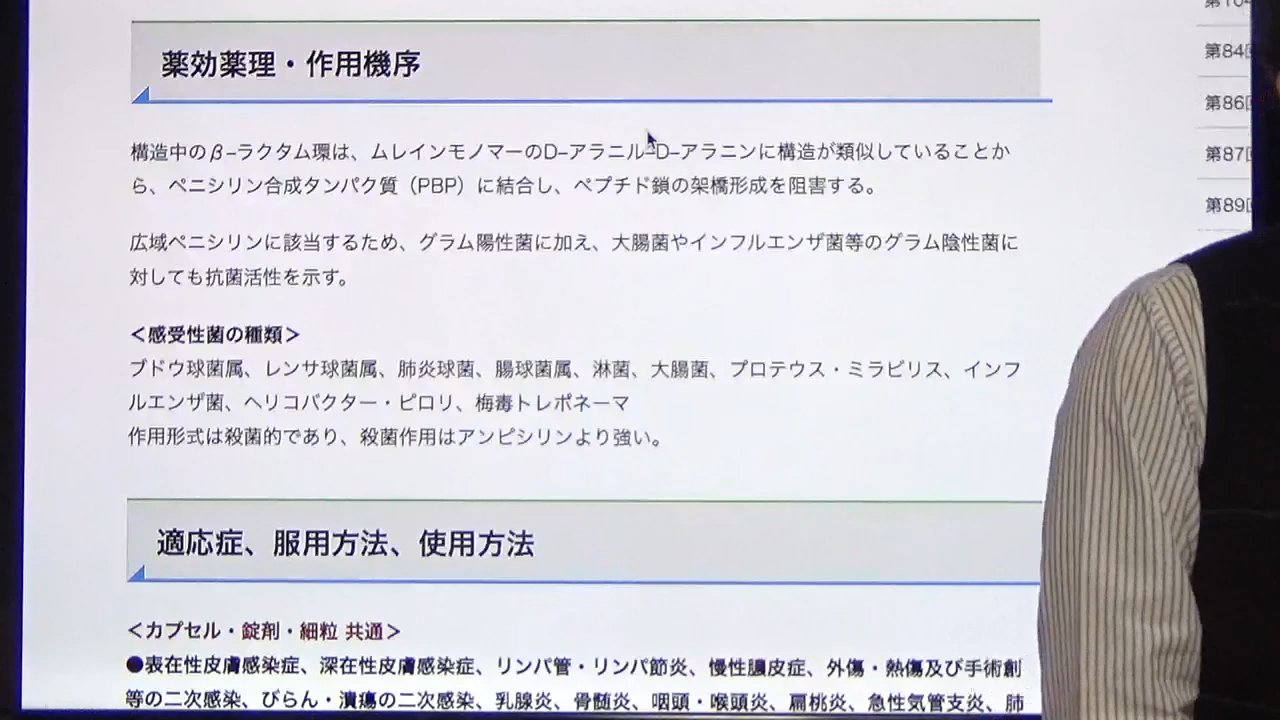 薬効薬理・作用機序
構造中のβ−ラクタム環は、ムレインモノマーのD−アラニル−D−アラニンに構造が類似していることか
ら、ペニシリン合成タンパク質（PBP）に結合し、ペプチド鎖の架橋形成を阻害する。
広域ペニシリンに該当するため、グラム陽性菌に加え、大腸菌やインフルエンザ菌等のグラム陰性菌に
対しても抗菌活性を示す。
＜感受性菌の種類＞
ブドウ球菌属、レンサ球菌属、肺炎球菌、腸球菌属、淋菌、大腸菌、プロテウス・ミラビリス、インフ
ルエンザ菌、ヘリコバクター・ピロリ、梅毒トレポネーマ
作用形式は殺菌的であり、殺菌作用はアンピシリンより強い。
適応症、服用方法、使用方法
＜カプセル・錠剤・細粒 共通＞
●表在性皮膚感染症、深在性皮膚感染症、リンパ管・リンパ節炎、慢性膿皮症、外傷・熱傷及び手術創
等の二次感染、びらん・潰瘍の二次感染、乳腺炎、骨髄炎、咽頭・喉頭炎、扁桃炎、急性気管支炎、肺
第84
第86
第87
第89